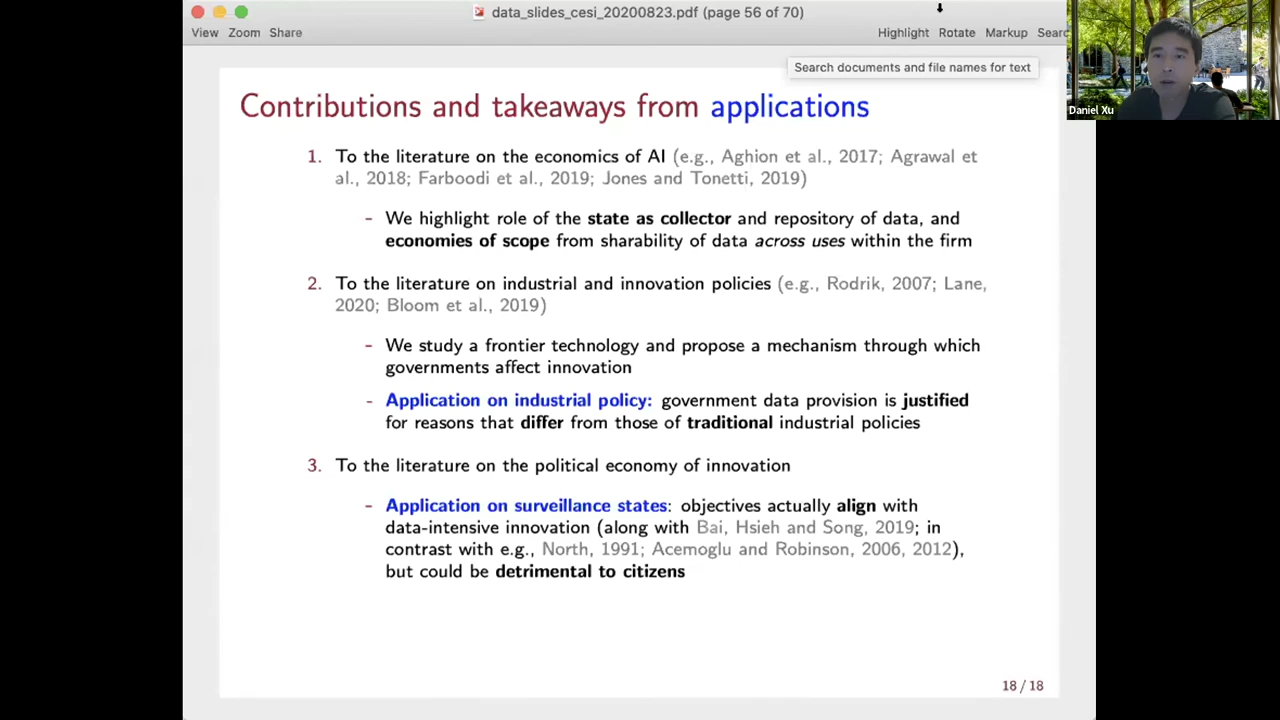 data_slides_cesi_20200823.pdf (page 56 of 70)
View Zoom Share Highlight Rotate Markup Searc
Search documents and file names for text
Daniel Xu
Contributions and takeaways from applications
1. To the literature on the economics of AI (e.g., Aghion et al., 2017; Agrawal et
al., 2018; Farboodi et al., 2019; Jones and Tonetti, 2019)
- We highlight role of the state as collector and repository of data, and
economies of scope from sharability of data across uses within the firm
2. To the literature on industrial and innovation policies (e.g., Rodrik, 2007; Lane,
2020; Bloom et al., 2019)
- We study a frontier technology and propose a mechanism through which
governments affect innovation
- Application on industrial policy: government data provision is justified
for reasons that differ from those of traditional industrial policies
3. To the literature on the political economy of innovation
- Application on surveillance states: objectives actually align with
data-intensive innovation (along with Bai, Hsieh and Song, 2019; in
contrast with e.g., North, 1991; Acemoglu and Robinson, 2006, 2012),
but could be detrimental to citizens
18 / 18